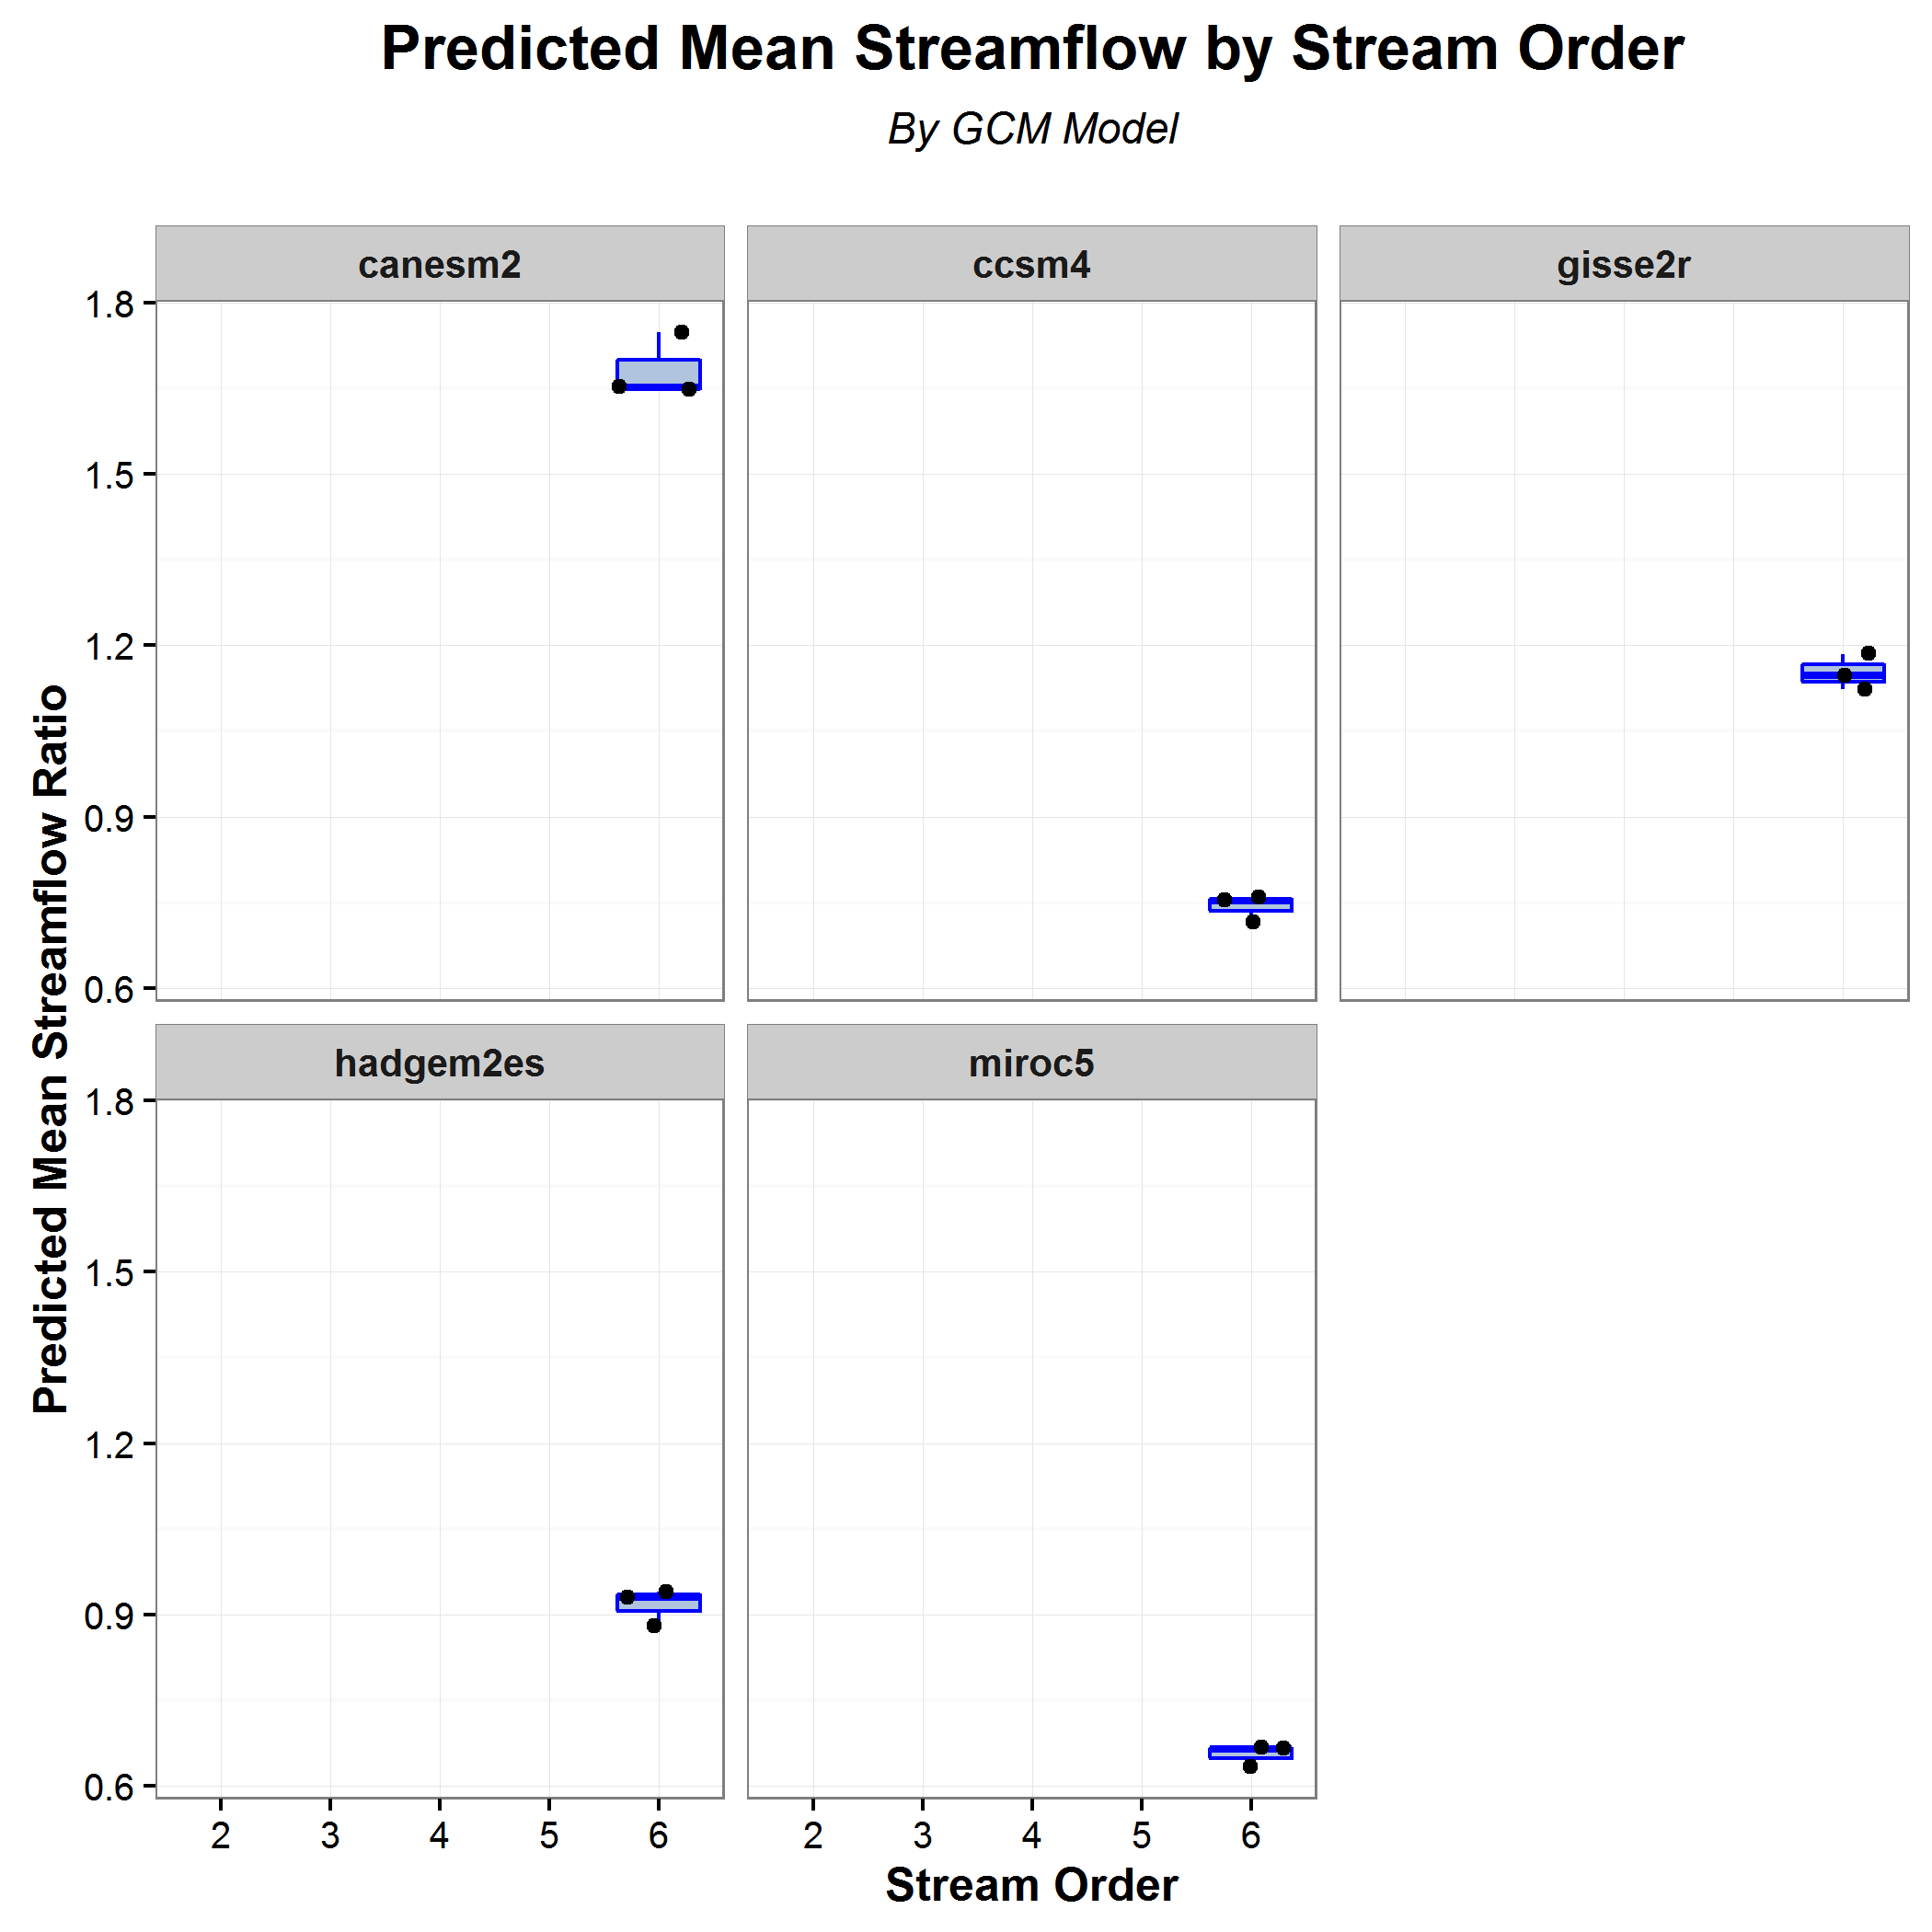 Predicted Mean Streamflow by Stream Order
By GCM Model
canesm2
ccsm4
gisse2r
1.8
1.5
1.2
0.9
0.6
Predicted Mean Streamflow Ratio
hadgem2es
miroc5
1.8
1.5
1.2
0.9
0.6
2 3 4 5 6
2 3 4 5 6
Stream Order